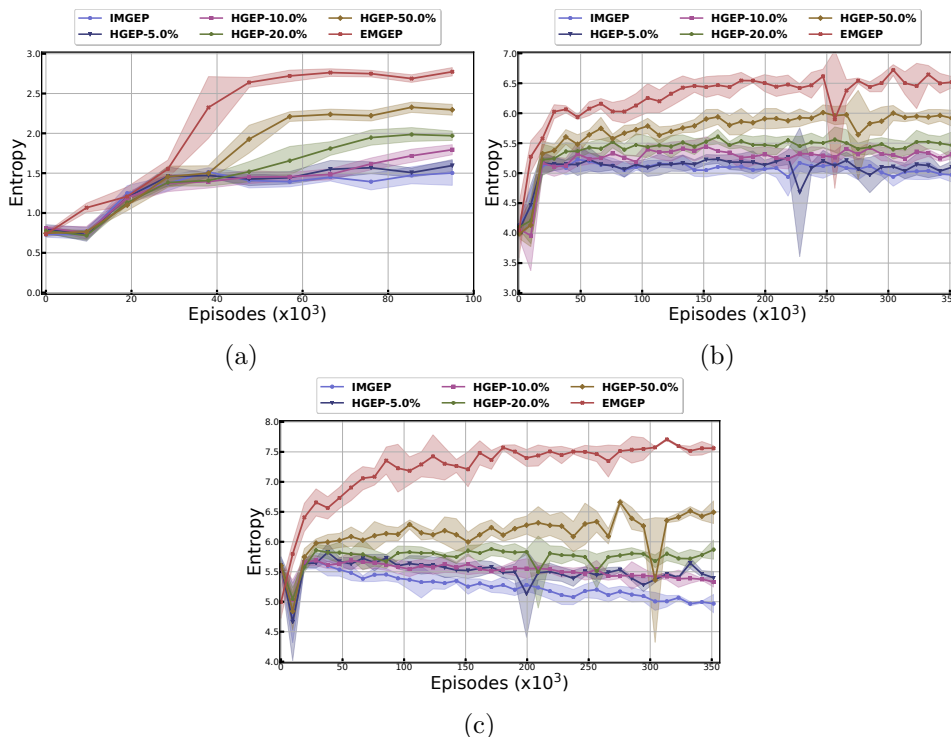 IMGEP HGEP-10.0% HGEP-50.0%
HGEP-5.0% HGEP-20.0% EMGEP
3.0
2.5
2.0
1.5
1.0
0.5
0.0
Entropy
0 20 40 60 80 100
Episodes (x10³)
(a)
IMGEP HGEP-10.0% HGEP-50.0%
HGEP-5.0% HGEP-20.0% EMGEP
7.0
6.5
6.0
5.5
5.0
4.5
4.0
3.5
3.0
Entropy
0 50 100 150 200 250 300 350
Episodes (x10³)
(b)
IMGEP HGEP-10.0% HGEP-50.0%
HGEP-5.0% HGEP-20.0% EMGEP
8.0
7.5
7.0
6.5
6.0
5.5
5.0
4.5
4.0
Entropy
0 50 100 150 200 250 300 350
Episodes (x10³)
(c)